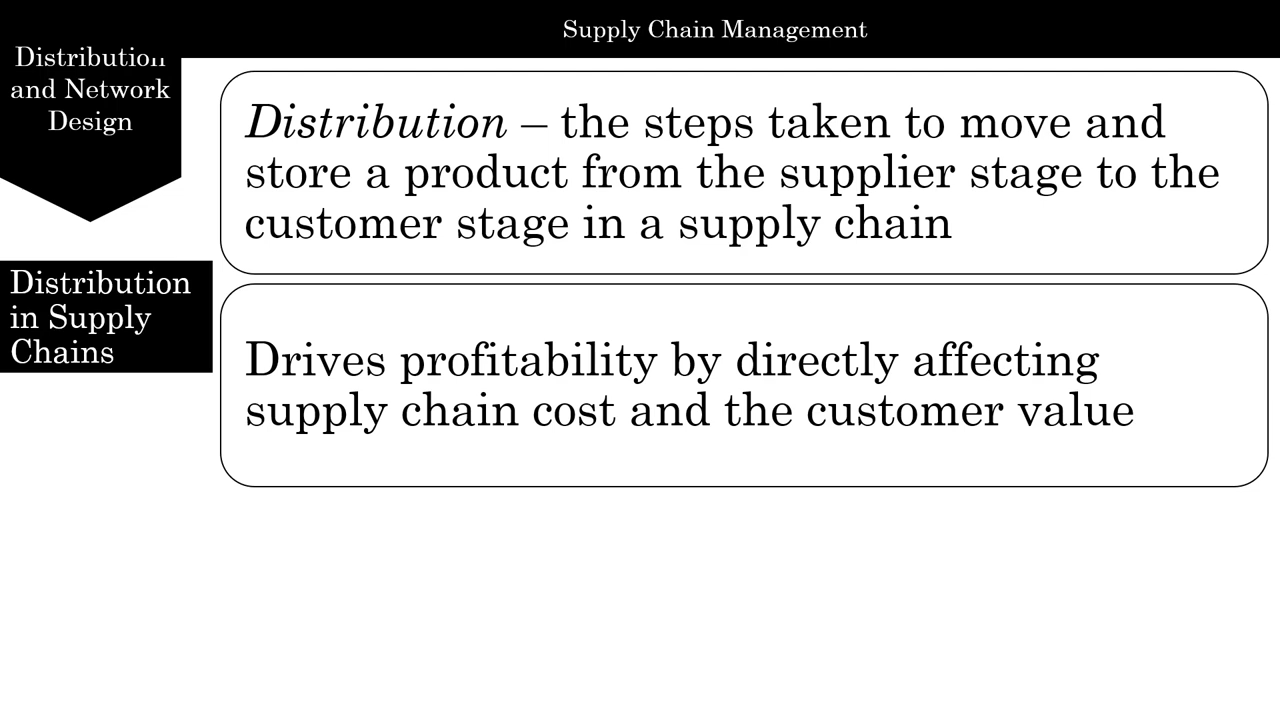 Supply Chain Management
Distribution
and Network
Design
Distribution – the steps taken to move and
store a product from the supplier stage to the
customer stage in a supply chain
Distribution
in Supply
Chains
Drives profitability by directly affecting
supply chain cost and the customer value